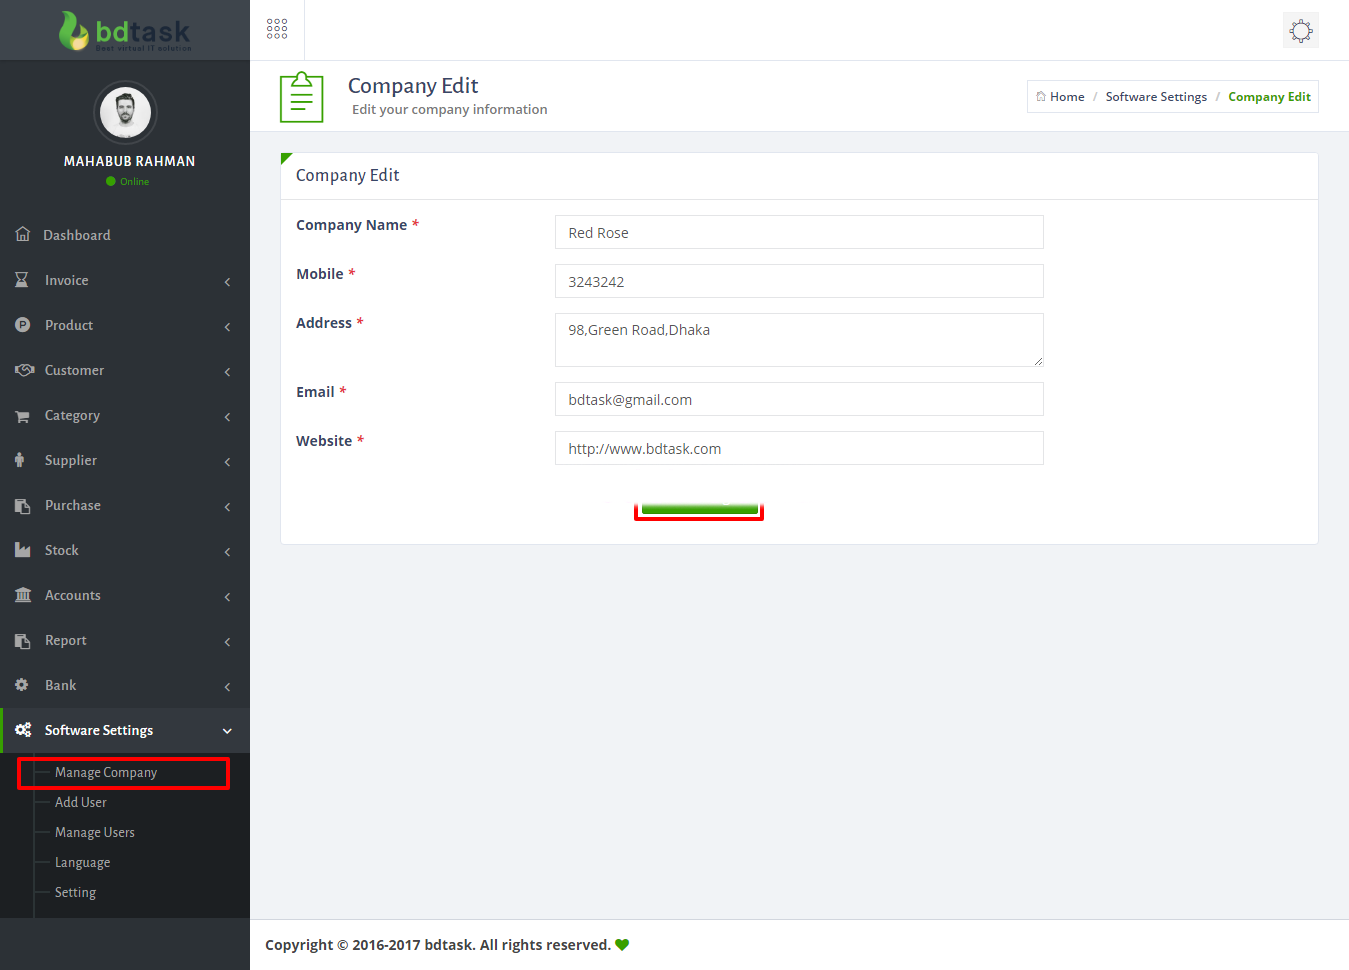 bdtask
Best virtual IT solution
MAHABUB RAHMAN
Online
Dashboard
Invoice
Product
Customer
Category
Supplier
Purchase
Stock
Accounts
Report
Bank
Software Settings
Manage Company
Add User
Manage Users
Language
Setting
Company Edit
Edit your company information
Home / Software Settings / Company Edit
Company Edit
Company Name * Red Rose
Mobile * 3243242
Address * 98,Green Road,Dhaka
Email * bdtask@gmail.com
Website * http://www.bdtask.com
Copyright © 2016-2017 bdtask. All rights reserved.